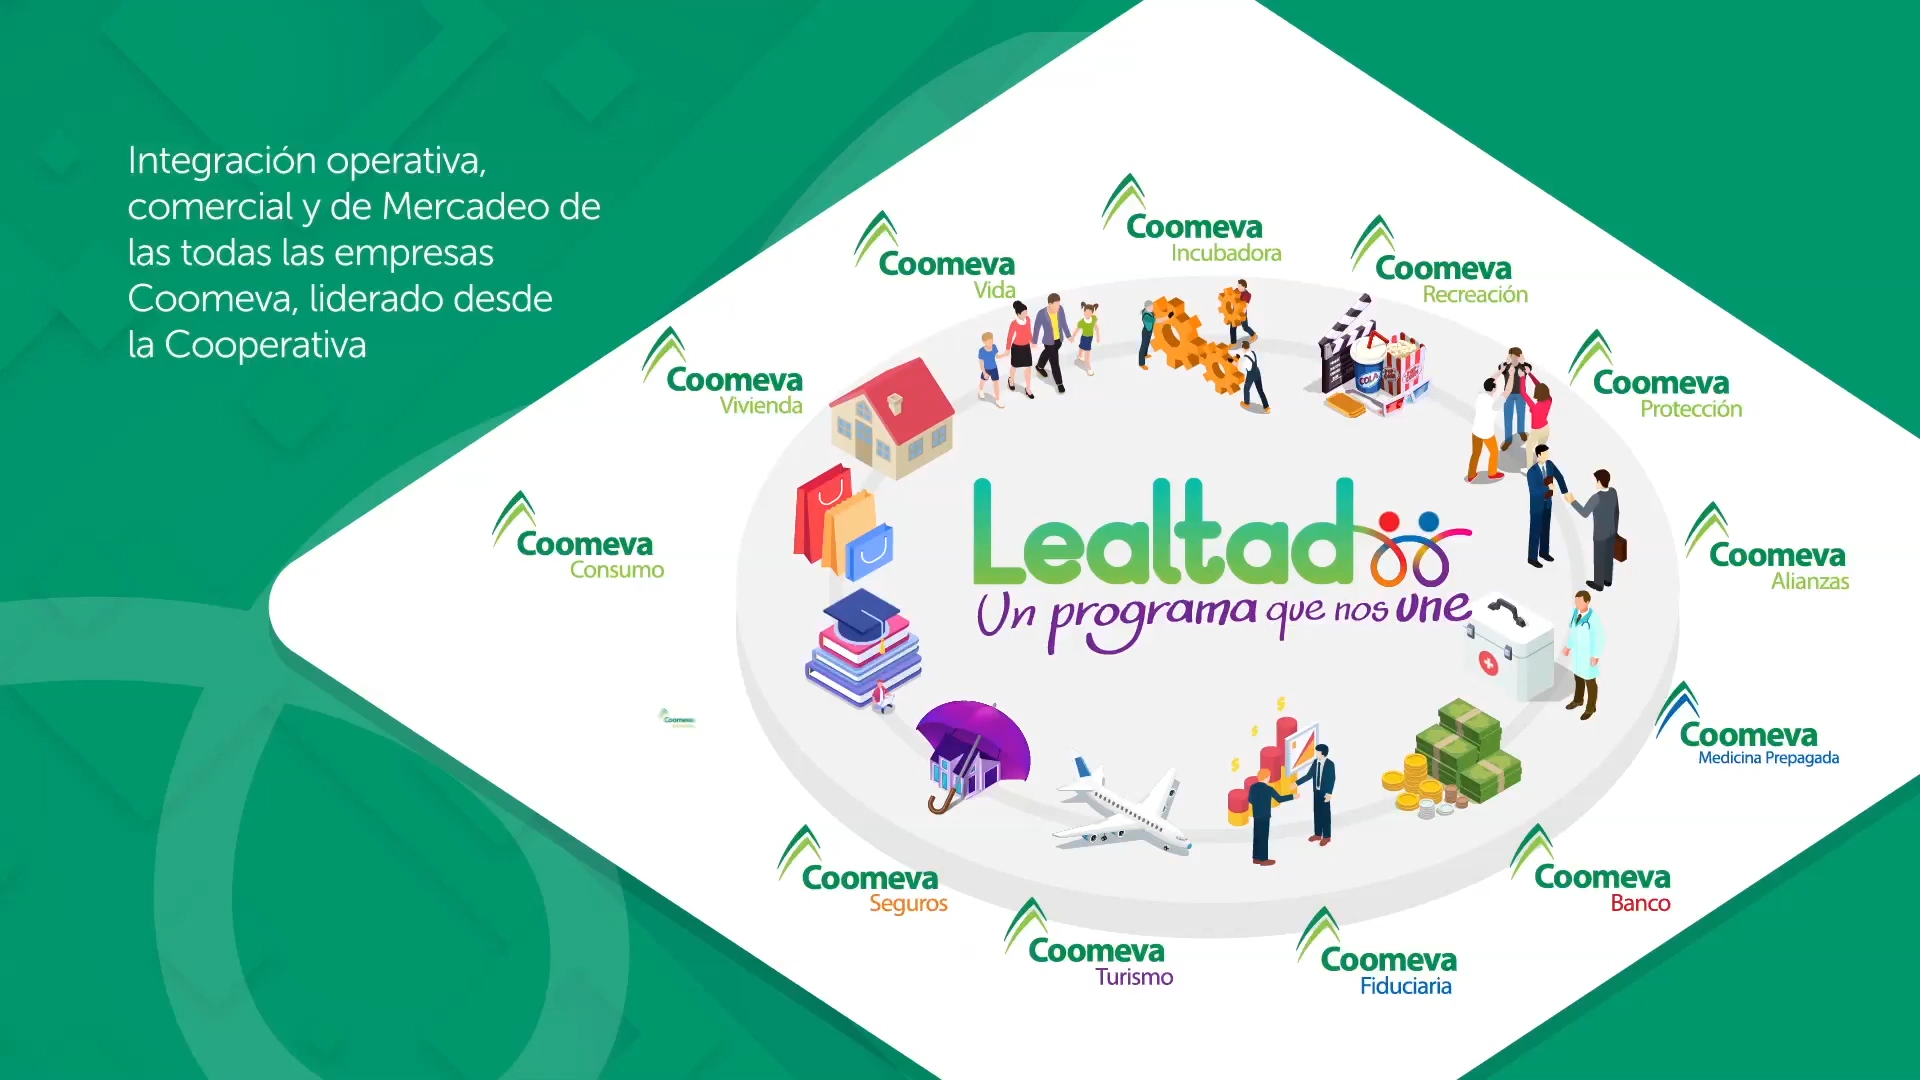 Integración operativa,
comercial y de Mercadeo de
las todas las empresas
Coomeva, liderado desde
la Cooperativa
Coomeva
Incubadora
Coomeva
Vida
Coomeva
Recreación
Coomeva
Vivienda
Coomeva
Protección
Coomeva
Consumo
Lealtad
Un programa que nos une
Coomeva
Alianzas
Coomeva
Coomeva
Medicina Prepagada
Coomeva
Seguros
Coomeva
Banco
Coomeva
Turismo
Coomeva
Fiduciaria
COLA